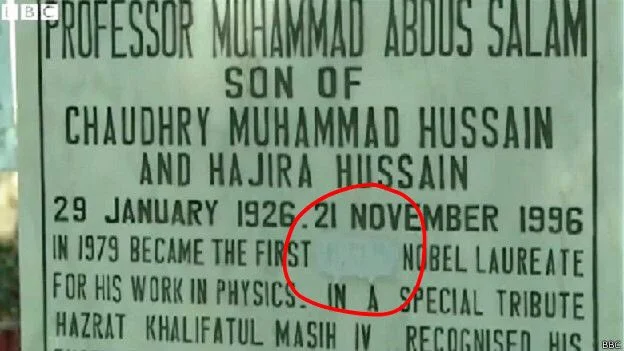 BBC
PROFESSOR MUHAMMAD ABDUS SALAM
SON OF
CHAUDHRY MUHAMMAD HUSSAIN
AND HAJIRA HUSSAIN
29 JANUARY 1926. 21 NOVEMBER 1996
IN 1979 BECAME THE FIRST NOBEL LAUREATE
FOR HIS WORK IN PHYSICS. IN A SPECIAL TRIBUTE
HAZRAT KHALIFATUL MASIH IV RECOGNISED HIS
BBC